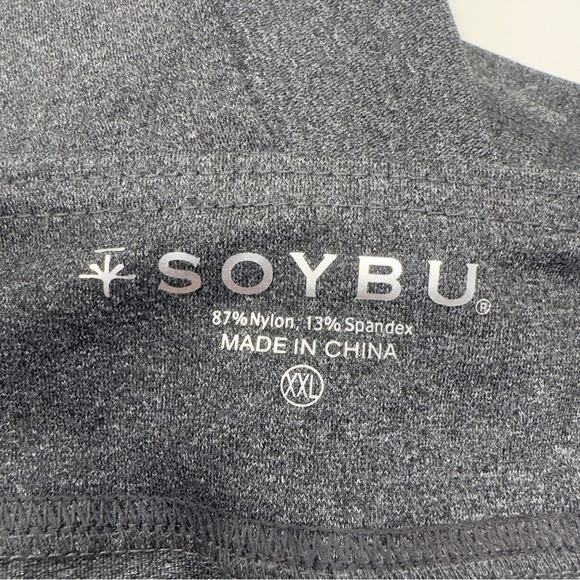 SOYBU®
87% Nylon, 13% Spandex
MADE IN CHINA
XXL